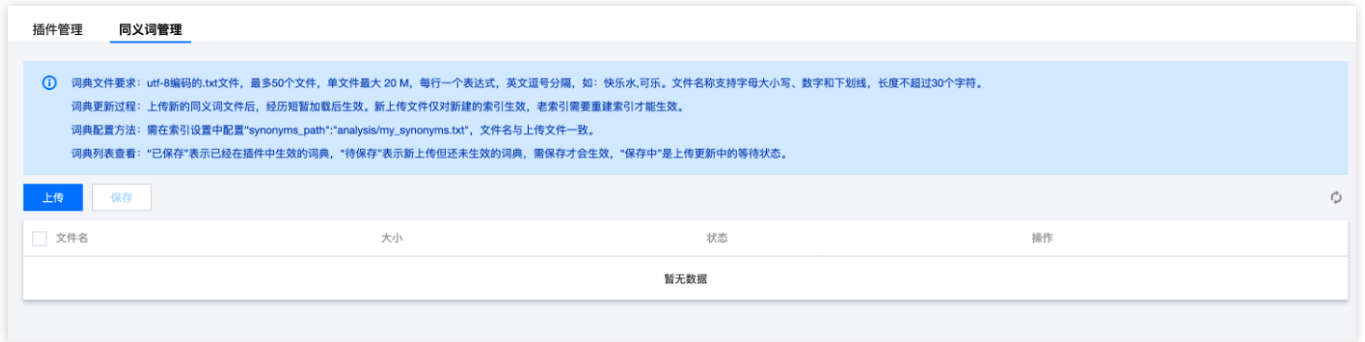 插件管理 同义词管理
词典文件要求：utf-8编码的.txt文件，最多50个文件，单文件最大 20 M，每行一个表达式，英文逗号分隔，如：快乐水,可乐。文件名称支持字母大小写、数字和下划线，长度不超过30个字符。
词典更新过程：上传新的同义词文件后，经历短暂加载后生效。新上传文件仅对新建的索引生效，老索引需要重建索引才能生效。
词典配置方法：需在索引设置中配置“synonyms_path":"analysis/my_synonyms.txt"，文件名与上传文件一致。
词典列表查看：“已保存”表示已经在插件中生效的词典，“待保存”表示新上传但还未生效的词典，需保存才会生效，“保存中”是上传更新中的等待状态。
上传 保存
文件名 大小 状态 操作
暂无数据